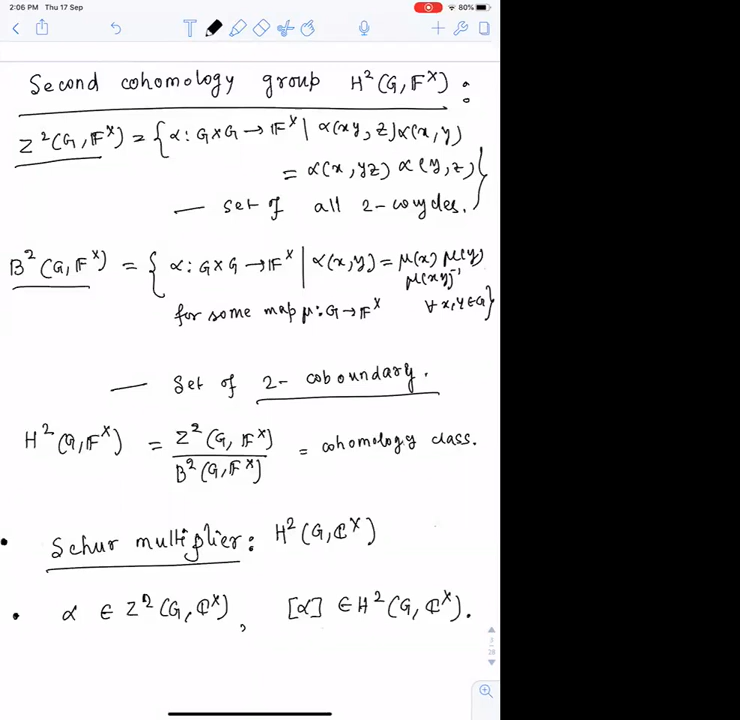 2:06 PM Thu 17 Sep
80%
Second cohomology group H²(G, F^×) :
Z²(G, F^×) = { α : G×G → F^× | α(xy, z) α(x, y)
= α(x, yz) α(y, z) }
— set of all 2-cocycles.
B²(G, F^×) = { α : G×G → F^× | α(x, y) = μ(x) μ(y)
μ(xy)⁻¹
for some map μ : G → F^× ∀ x, y ∈ G }
— Set of 2-coboundary.
H²(G, F^×) = Z²(G, F^×) / B²(G, F^×) = cohomology class.
• Schur multiplier : H²(G, ℂ^×)
• α ∈ Z²(G, ℂ^×), [α] ∈ H²(G, ℂ^×).